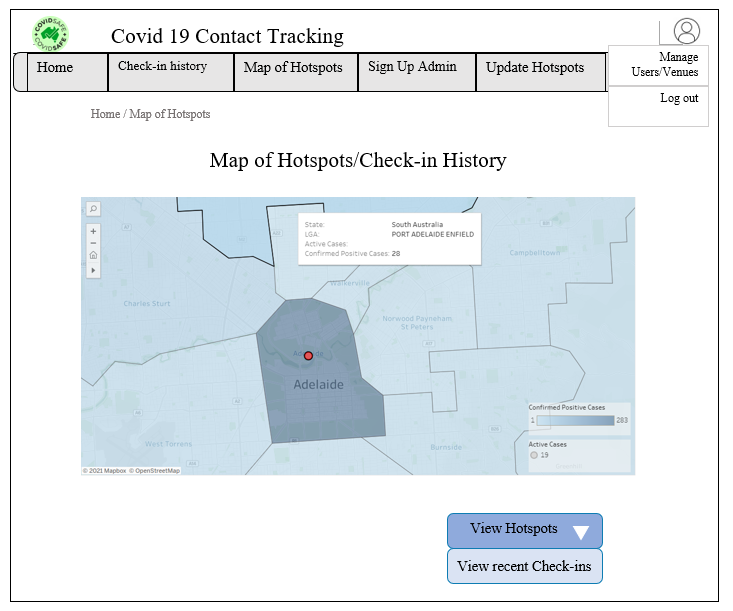 COVIDSAFE
COVIDSAFE
Covid 19 Contact Tracking
Home
Check-in history
Map of Hotspots
Sign Up Admin
Update Hotspots
Manage
Users/Venues
Log out
Home / Map of Hotspots
Map of Hotspots/Check-in History
State: South Australia
LGA: PORT ADELAIDE ENFIELD
Active Cases:
Confirmed Positive Cases: 28
Campbelltown
Walkerville
Charles Sturt
Norwood Payneham
St Peters
Adelaide
Confirmed Positive Cases
1 283
Active Cases
19
West Torrens
Burnside
© 2021 Mapbox © OpenStreetMap
View Hotspots
View recent Check-ins